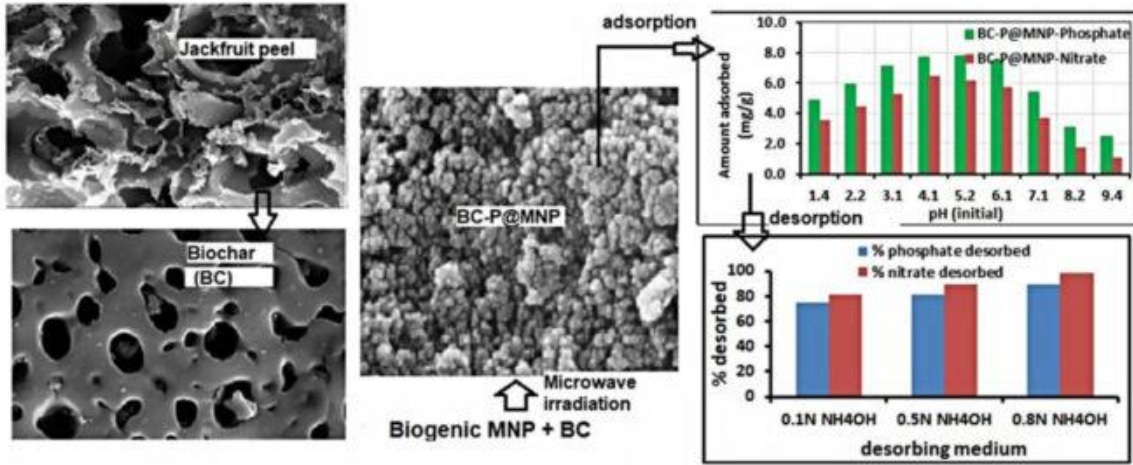 Jackfruit peel
Biochar
(BC)
BC-P@MNP
Microwave
irradiation
Biogenic MNP + BC
adsorption
10.0
8.0
6.0
4.0
2.0
0.0
Amount adsorbed
(mg/g)
BC-P@MNP-Phosphate
BC-P@MNP-Nitrate
1.4 2.2 3.1 4.1 5.2 6.1 7.1 8.2 9.4
pH (initial)
desorption
% phosphate desorbed
% nitrate desorbed
100
80
60
40
20
0
% desorbed
0.1N NH4OH 0.5N NH4OH 0.8N NH4OH
desorbing medium